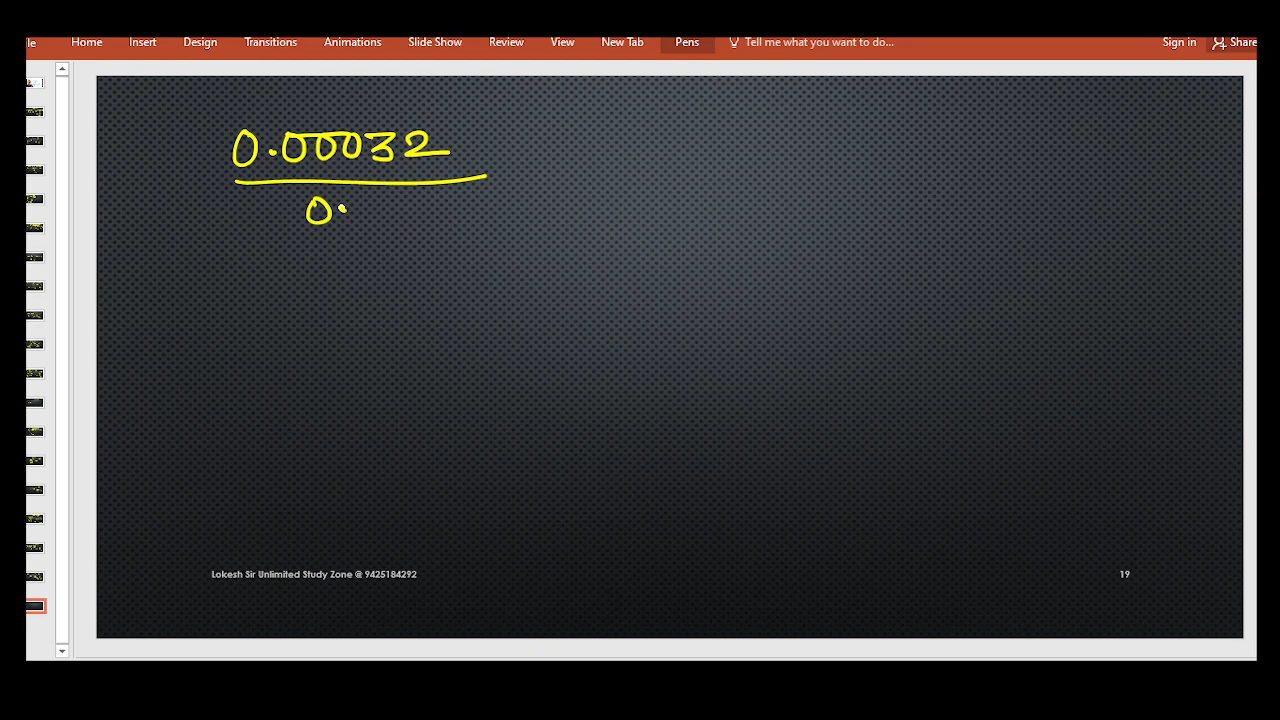 le Home Insert Design Transitions Animations Slide Show Review View New Tab Pens Tell me what you want to do... Sign in Share
0.00032
0.
Lokesh Sir Unlimited Study Zone @ 9425184292 19